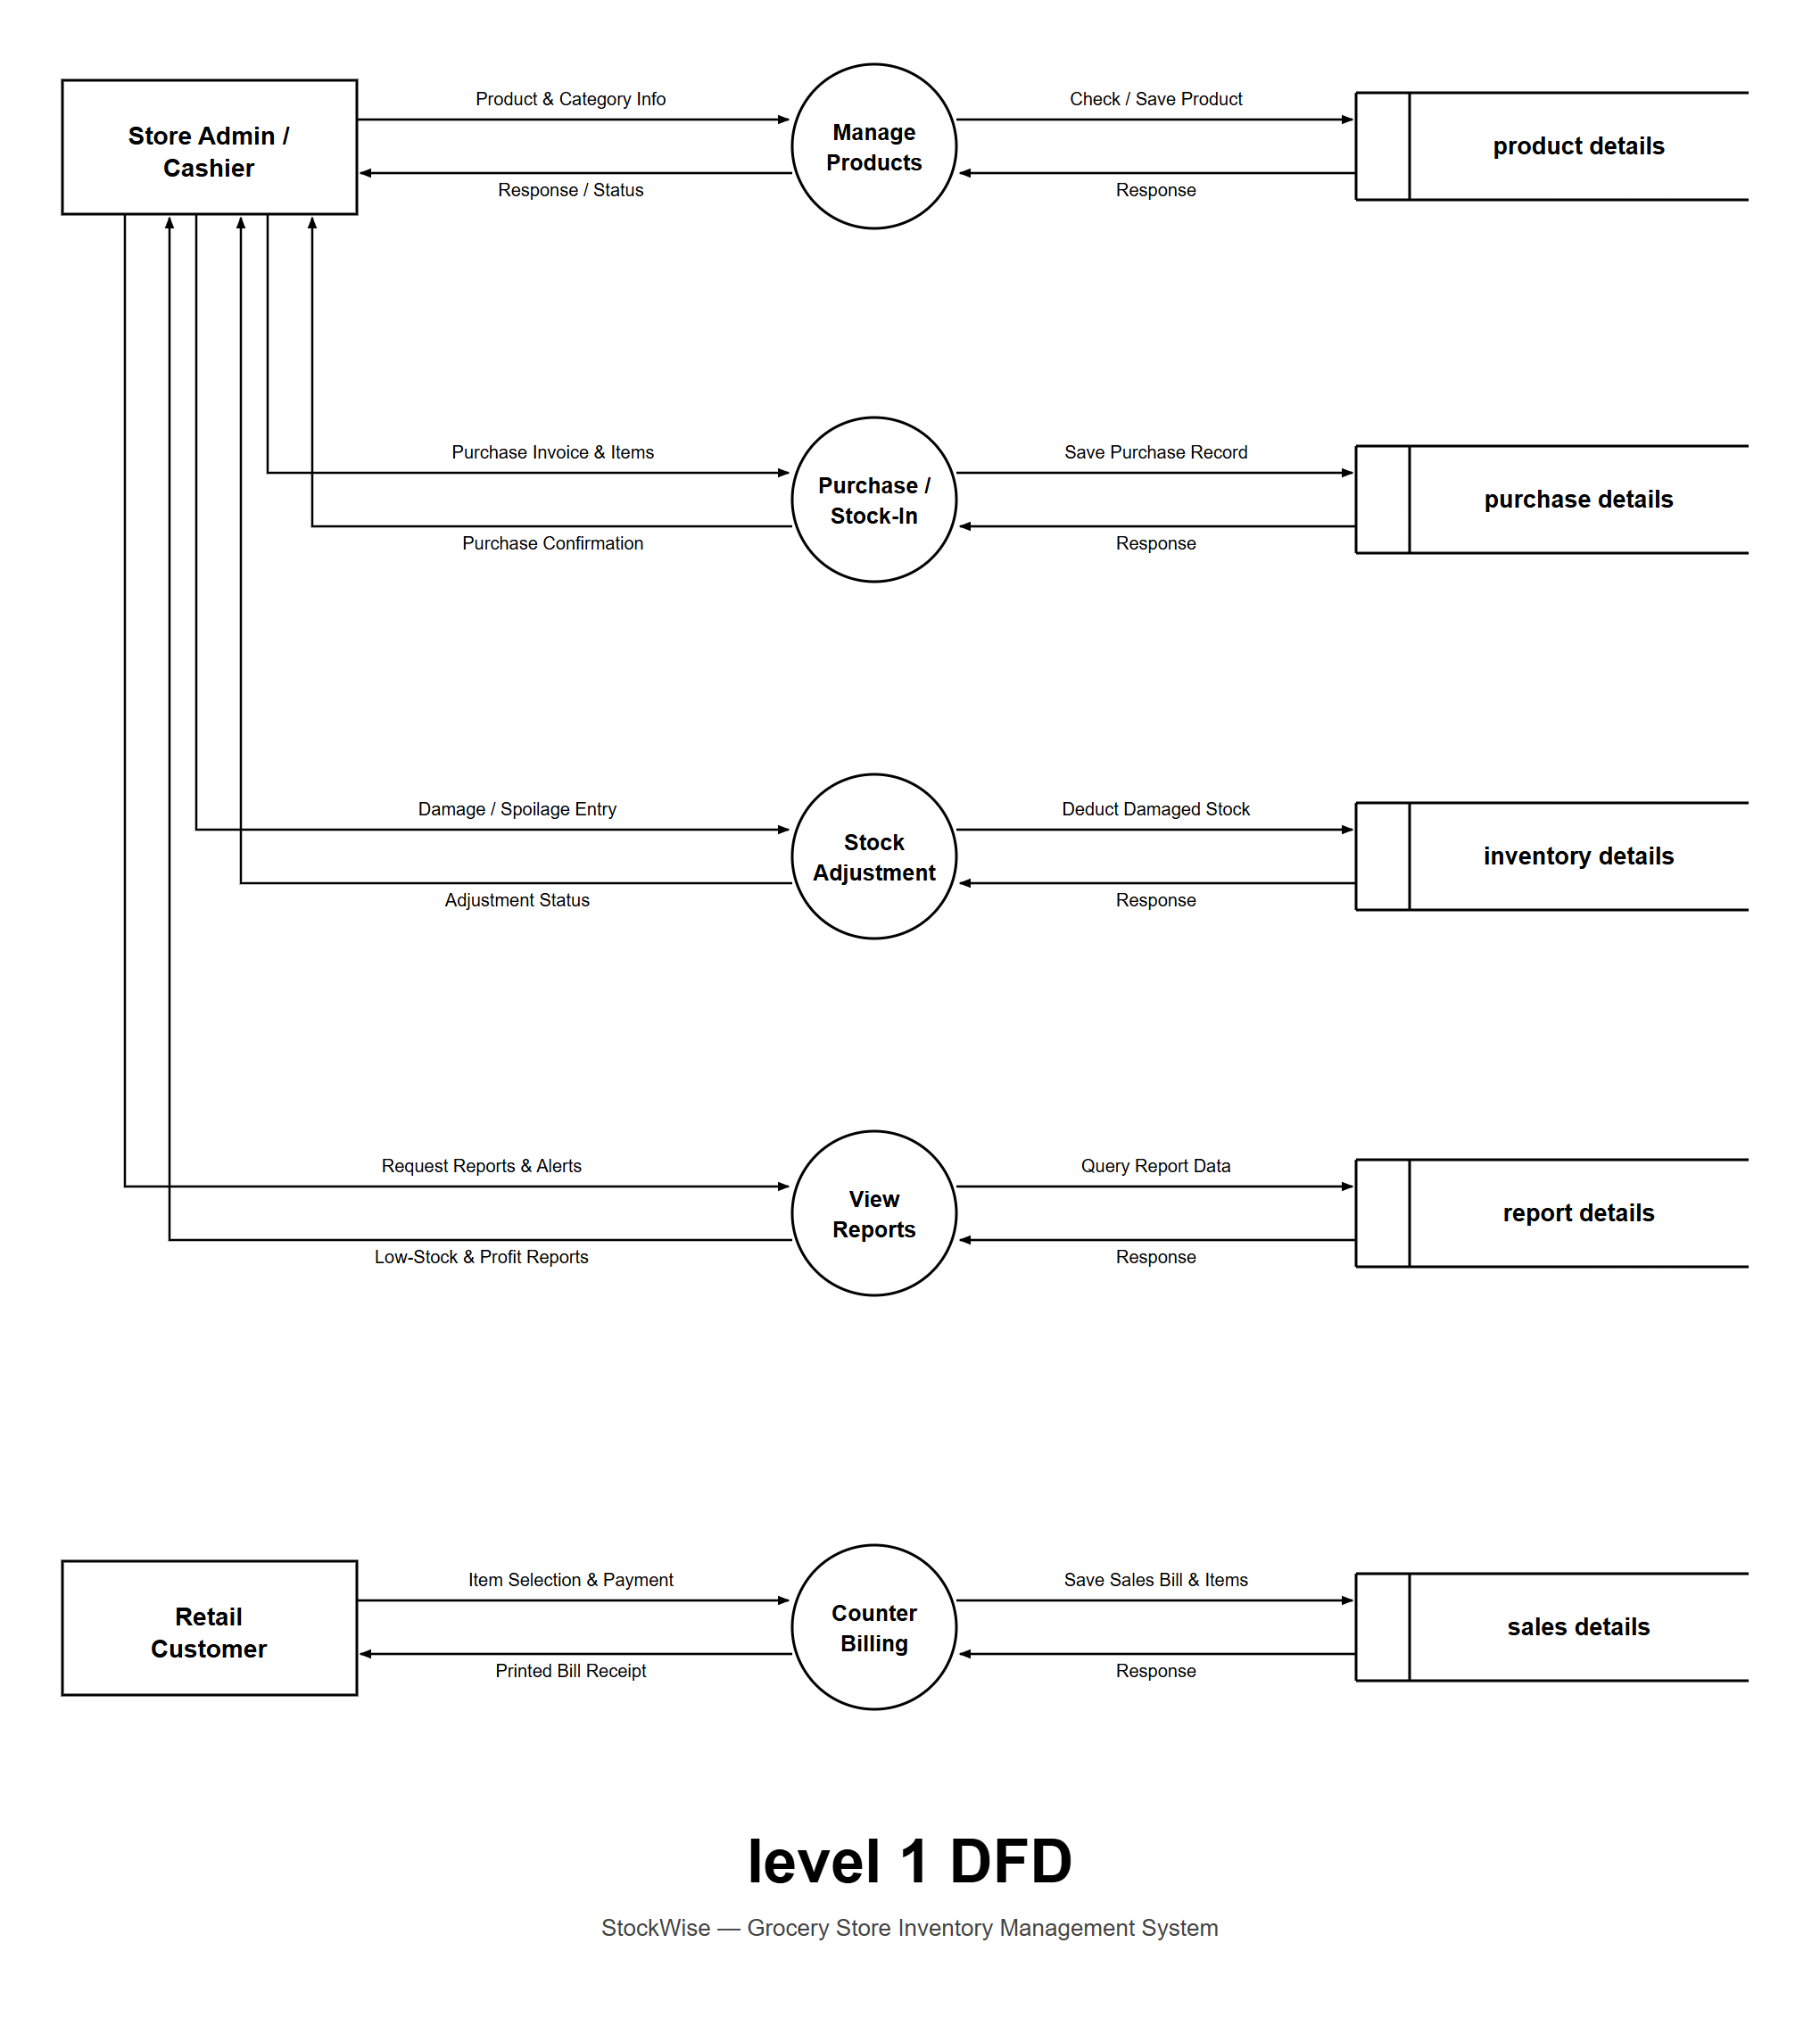 Product & Category Info
Check / Save Product
Store Admin /
Cashier
Manage
Products
product details
Response / Status
Response
Purchase Invoice & Items
Save Purchase Record
Purchase /
Stock-In
purchase details
Purchase Confirmation
Response
Damage / Spoilage Entry
Deduct Damaged Stock
Stock
Adjustment
inventory details
Adjustment Status
Response
Request Reports & Alerts
Query Report Data
View
Reports
report details
Low-Stock & Profit Reports
Response
Item Selection & Payment
Save Sales Bill & Items
Retail
Customer
Counter
Billing
sales details
Printed Bill Receipt
Response
level 1 DFD
StockWise — Grocery Store Inventory Management System